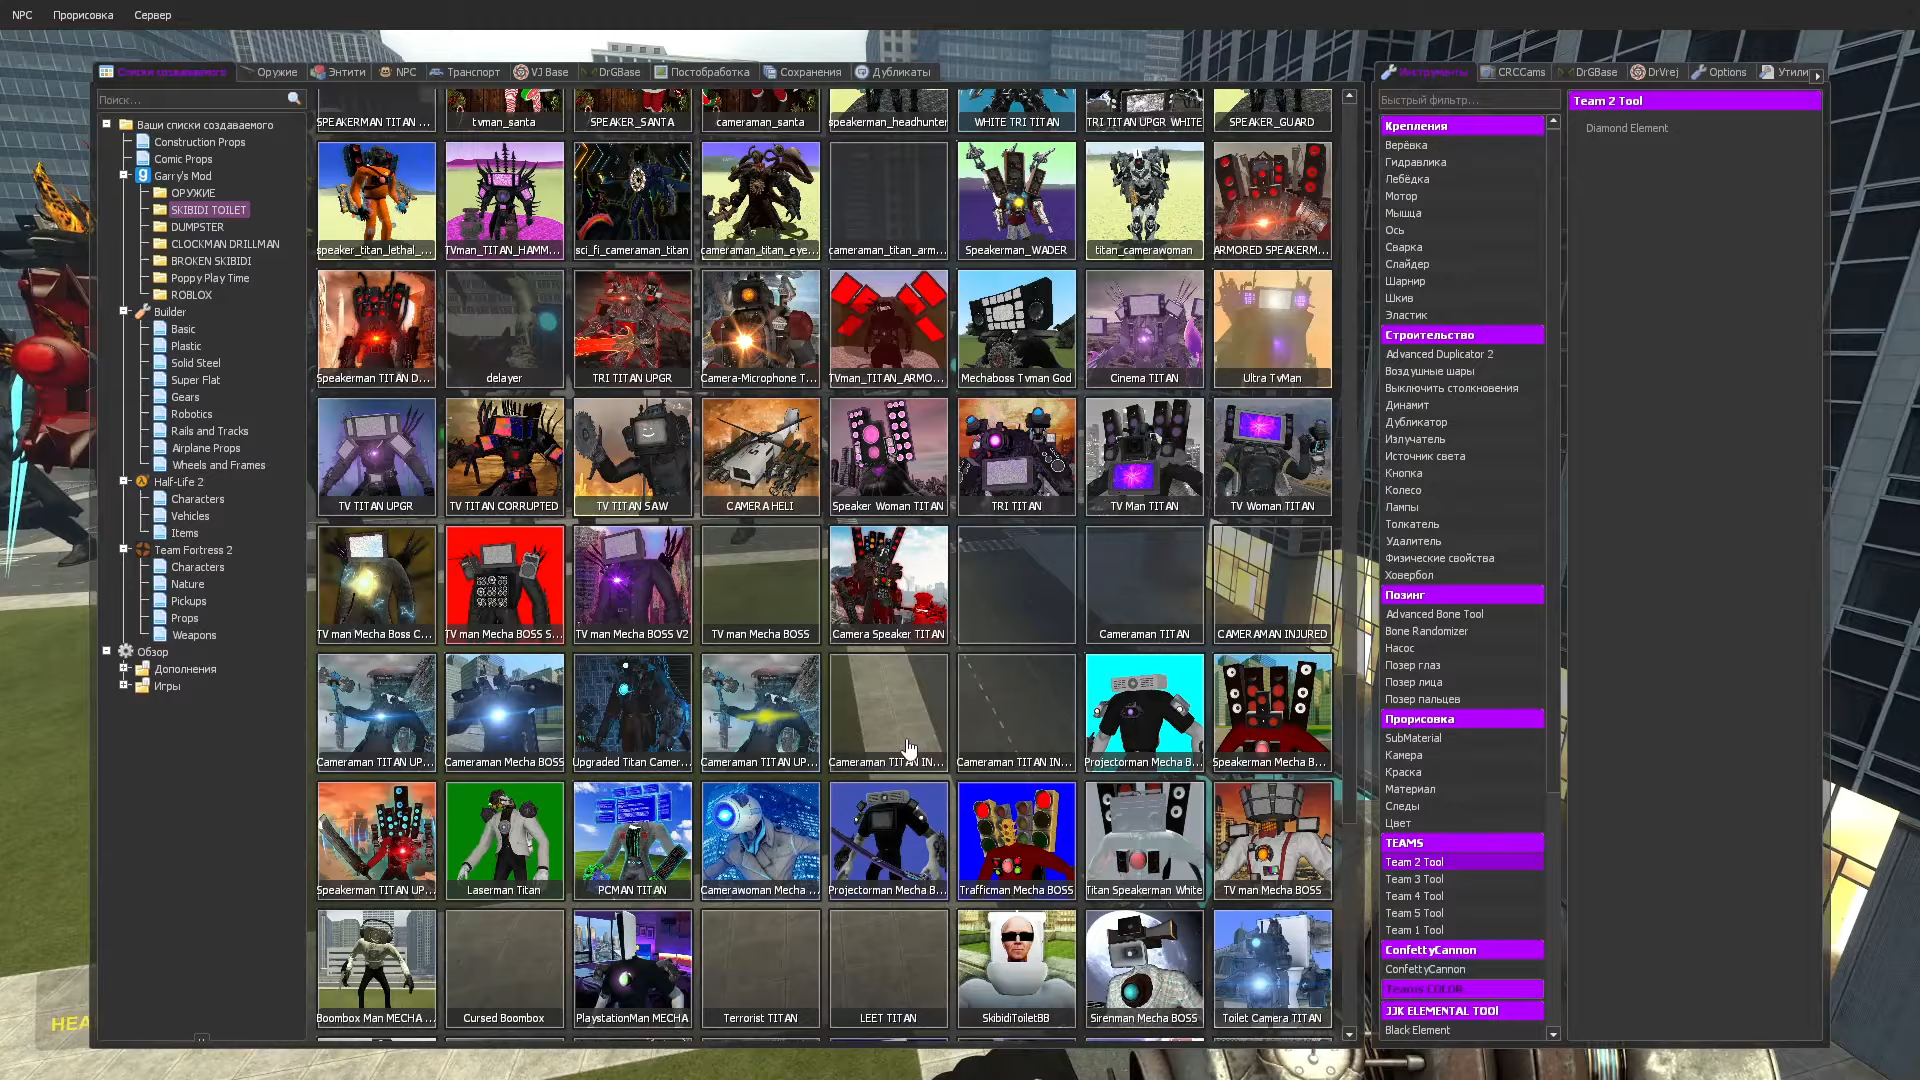 NPC Прорисовка Сервер
Списки создаваемого Оружие Энтити NPC Транспорт VJ Base DrGBase Постобработка Сохранения Дубликаты
Поиск...
Ваши списки создаваемого
Construction Props
Comic Props
Garry's Mod
ОРУЖИЕ
SKIBIDI TOILET
DUMPSTER
CLOCKMAN DRILLMAN
BROKEN SKIBIDI
Poppy Play Time
ROBLOX
Builder
Basic
Plastic
Solid Steel
Super Flat
Gears
Robotics
Rails and Tracks
Airplane Props
Wheels and Frames
Half-Life 2
Characters
Vehicles
Items
Team Fortress 2
Characters
Nature
Pickups
Props
Weapons
Обзор
Дополнения
Игры
HEA
SPEAKERMAN TITAN ... tvman_santa SPEAKER_SANTA cameraman_santa speakerman_headhunter WHITE TRI TITAN TRI TITAN UPGR WHITE SPEAKER_GUARD
speaker_titan_lethal_... TVman_TITAN_HAMM... sci_fi_cameraman_titan cameraman_titan_eye... cameraman_titan_arm... Speakerman_WADER titan_camerawoman ARMORED SPEAKERM...
Speakerman TITAN D... delayer TRI TITAN UPGR Camera-Microphone T... TVman_TITAN_ARMO... Mechaboss Tvman God Cinema TITAN Ultra TvMan
TV TITAN UPGR TV TITAN CORRUPTED TV TITAN SAW CAMERA HELI Speaker Woman TITAN TRI TITAN TV Man TITAN TV Woman TITAN
TV man Mecha Boss C... TV man Mecha BOSS S... TV man Mecha BOSS V2 TV man Mecha BOSS Camera Speaker TITAN Cameraman TITAN CAMERAMAN INJURED
Cameraman TITAN UP... Cameraman Mecha BOSS Upgraded Titan Camer... Cameraman TITAN UP... Cameraman TITAN IN... Cameraman TITAN IN... Projectorman Mecha B... Speakerman Mecha B...
Speakerman TITAN UP... Laserman Titan PCMAN TITAN Camerawoman Mecha ... Projectorman Mecha B... Trafficman Mecha BOSS Titan Speakerman White TV man Mecha BOSS
Boombox Man MECHA ... Cursed Boombox PlaystationMan MECHA Terrorist TITAN LEET TITAN SkibidiToiletBB Sirenman Mecha BOSS Toilet Camera TITAN
Инструменты CRCCams DrGBase DrVrej Options Утили
Быстрый фильтр...
Крепления
Верёвка
Гидравлика
Лебёдка
Мотор
Мышца
Ось
Сварка
Слайдер
Шарнир
Шкив
Эластик
Строительство
Advanced Duplicator 2
Воздушные шары
Выключить столкновения
Динамит
Дубликатор
Излучатель
Источник света
Кнопка
Колесо
Лампы
Толкатель
Удалитель
Физические свойства
Ховербол
Позинг
Advanced Bone Tool
Bone Randomizer
Насос
Позер глаз
Позер лица
Позер пальцев
Прорисовка
SubMaterial
Камера
Краска
Материал
Следы
Цвет
TEAMS
Team 2 Tool
Team 3 Tool
Team 4 Tool
Team 5 Tool
Team 1 Tool
ConfettyCannon
ConfettyCannon
Teams COLOR
JJK ELEMENTAL TOOl
Black Element
Team 2 Tool
Diamond Element